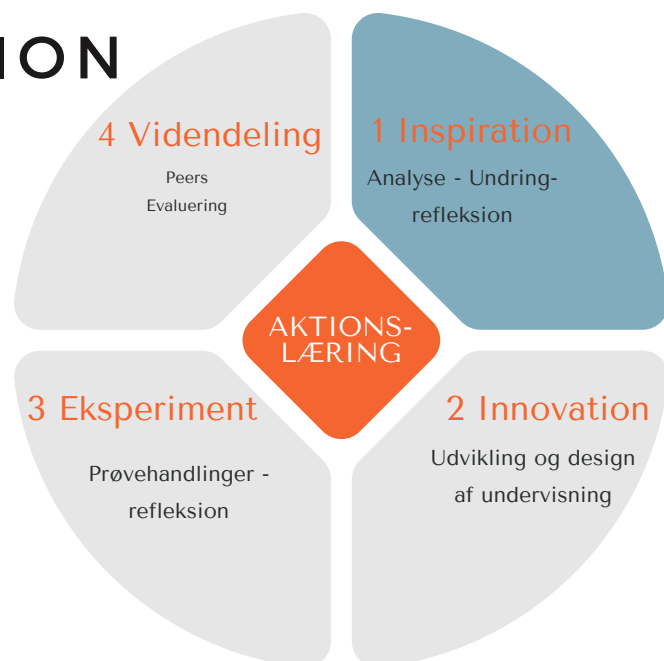 4 Videndeling
Peers
Evaluering
1 Inspiration
Analyse - Undring-
refleksion
AKTIONS-
LÆRING
3 Eksperiment
Prøvehandlinger -
refleksion
2 Innovation
Udvikling og design
af undervisning